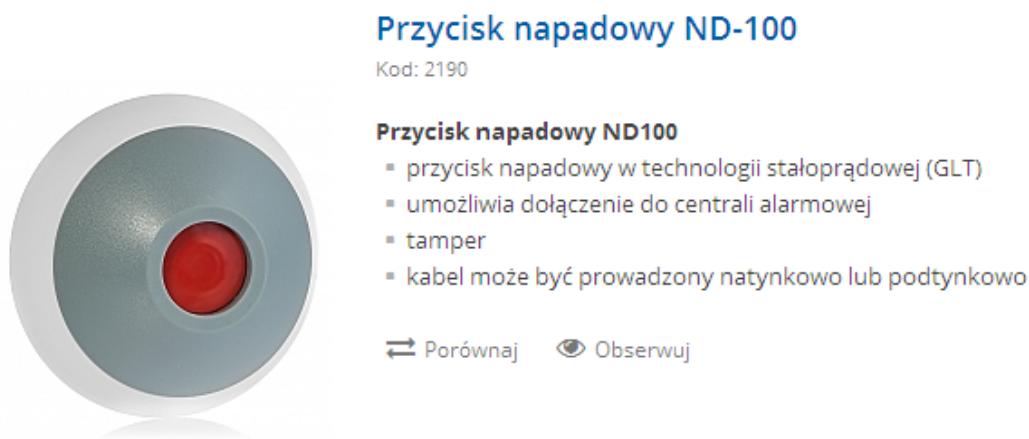 Przycisk napadowy ND-100
Kod: 2190
Przycisk napadowy ND100
przycisk napadowy w technologii stałoprądowej (GLT)
umożliwia dołączenie do centrali alarmowej
tamper
kabel może być prowadzony natynkowo lub podtynkowo
Porównaj Obserwuj